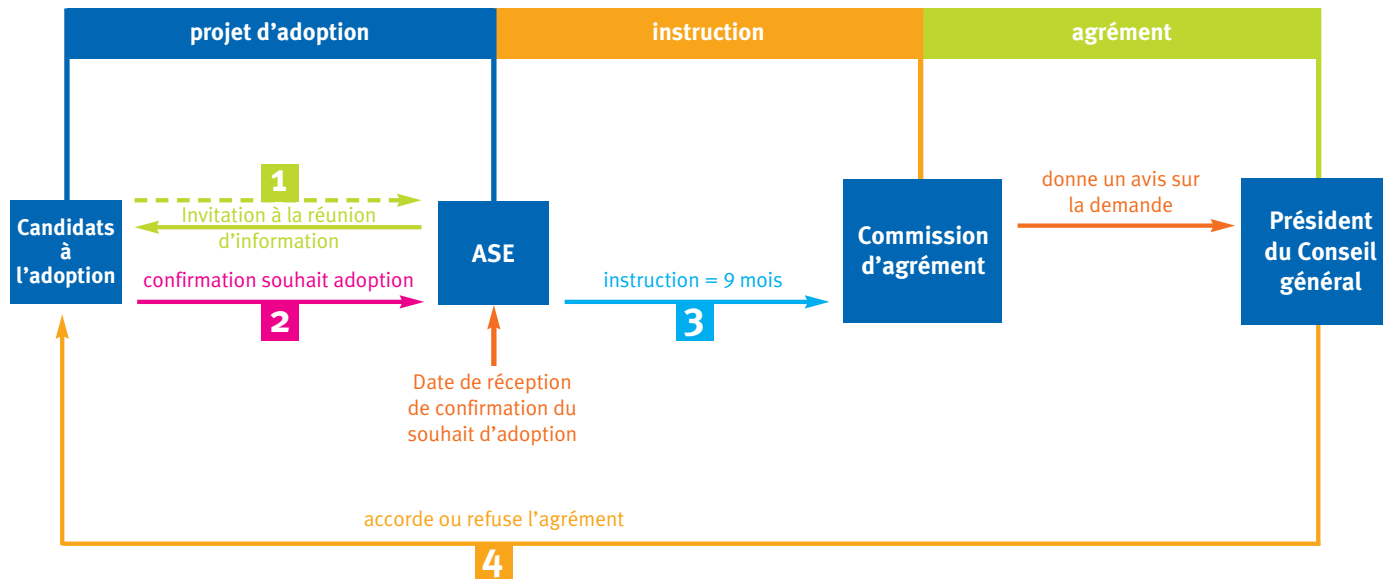 projet d’adoption
instruction
agrément
1
Invitation à la réunion
d’information
Candidats
à
l’adoption
confirmation souhait adoption
2
ASE
Date de réception
de confirmation du
souhait d’adoption
instruction = 9 mois
3
Commission
d’agrément
donne un avis sur
la demande
Président
du Conseil
général
accorde ou refuse l’agrément
4